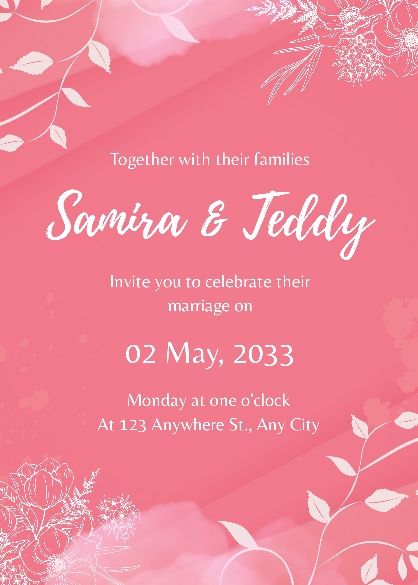 Together with their families
Samira & Teddy
Invite you to celebrate their
marriage on
02 May, 2033
Monday at one o'clock
At 123 Anywhere St., Any City